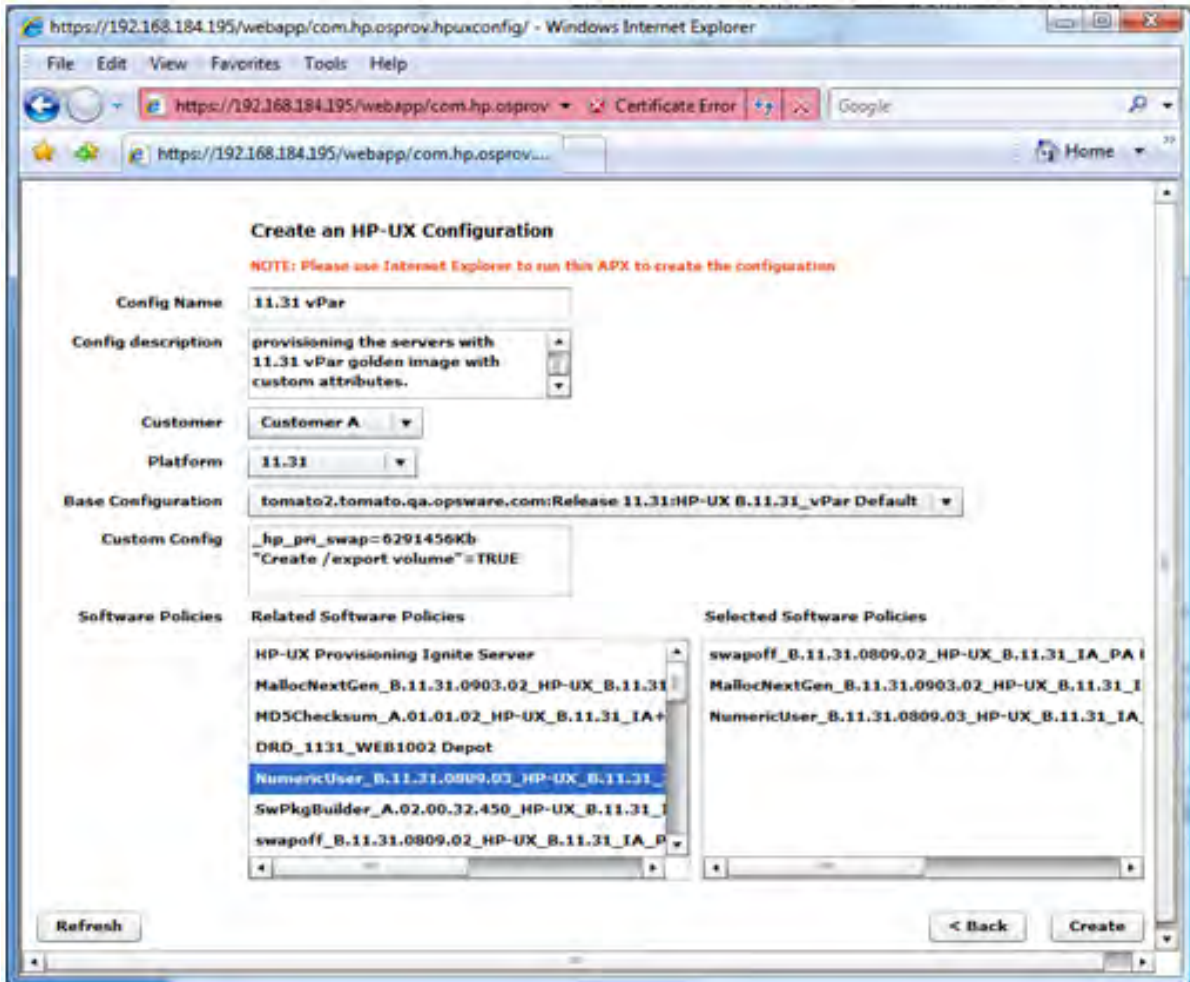 https://192.168.184.195/webapp/com.hp.osprov.hpuxconfig/ - Windows Internet Explorer
File Edit View Favorites Tools Help
https://192.168.184.195/webapp/com.hp.osprov Certificate Error Google
https://192.168.184.195/webapp/com.hp.osprov.... Home
Create an HP-UX Configuration
NOTE: Please use Internet Explorer to run this APX to create the configuration
Config Name 11.31 vPar
Config description provisioning the servers with
11.31 vPar golden image with
custom attributes.
Customer Customer A
Platform 11.31
Base Configuration tomato2.tomato.qa.opsware.com:Release 11.31:HP-UX B.11.31_vPar Default
Custom Config _hp_pri_swap=6291456Kb
"Create /export volume"=TRUE
Software Policies Related Software Policies Selected Software Policies
HP-UX Provisioning Ignite Server swapoff_B.11.31.0809.02_HP-UX_B.11.31_IA_PA
MallocNextGen_B.11.31.0903.02_HP-UX_B.11.31 MallocNextGen_B.11.31.0903.02_HP-UX_B.11.31_I
MD5Checksum_A.01.01.02_HP-UX_B.11.31_IA+ NumericUser_B.11.31.0809.03_HP-UX_B.11.31_IA_
DRD_1131_WEB1002 Depot
NumericUser_B.11.31.0809.03_HP-UX_B.11.31_
SwPkgBuilder_A.02.00.32.450_HP-UX_B.11.31_I
swapoff_B.11.31.0809.02_HP-UX_B.11.31_IA_P
Refresh < Back Create